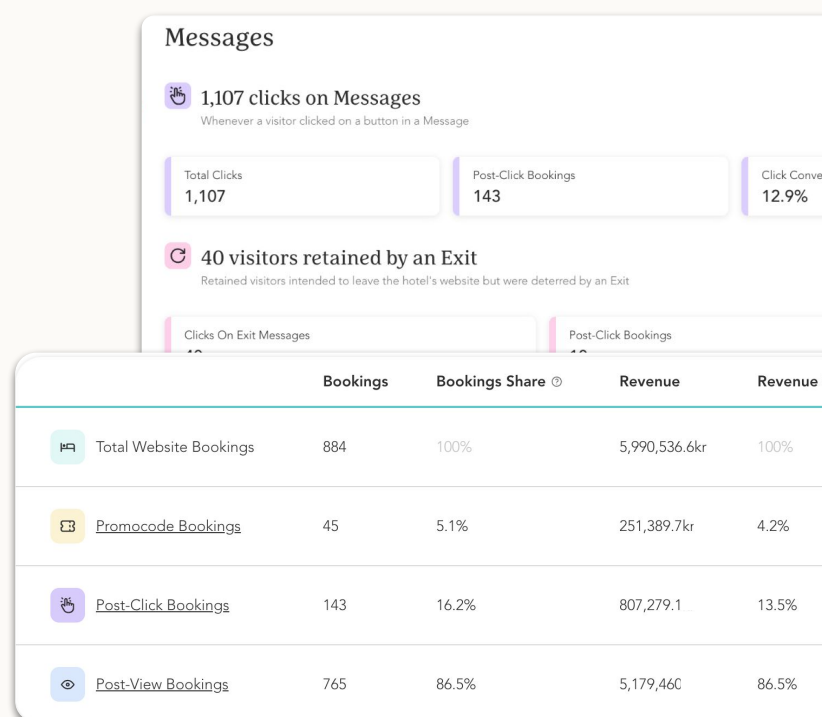 Messages
1,107 clicks on Messages
Whenever a visitor clicked on a button in a Message
Total Clicks
1,107
Post-Click Bookings
143
Click
12.9%
40 visitors retained by an Exit
Retained visitors intended to leave the hotel's website but were deterred by an Exit
Clicks On Exit Messages
Post-Click Bookings
Bookings Bookings Share Revenue Revenue
Total Website Bookings 884 100% 5,990,536.6kr 100%
Promocode Bookings 45 5.1% 251,389.7kr 4.2%
Post-Click Bookings 143 16.2% 807,279.1 13.5%
Post-View Bookings 765 86.5% 5,179,460 86.5%